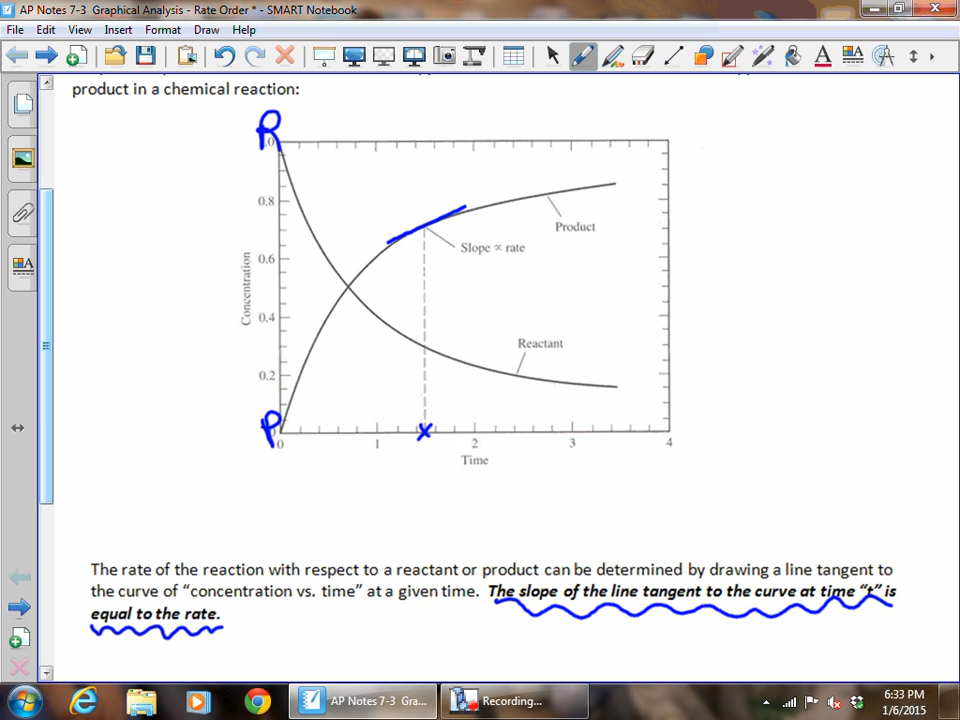 AP Notes 7-3 Graphical Analysis - Rate Order * - SMART Notebook
File Edit View Insert Format Draw Help
product in a chemical reaction:
R
.0
0.8
0.6
0.4
0.2
Concentration
Product
Slope ∝ rate
Reactant
P
x
0 1 2 3 4
Time
The rate of the reaction with respect to a reactant or product can be determined by drawing a line tangent to
the curve of “concentration vs. time” at a given time. The slope of the line tangent to the curve at time “t” is
equal to the rate.
AP Notes 7-3 Gra...
Recording...
6:33 PM
1/6/2015